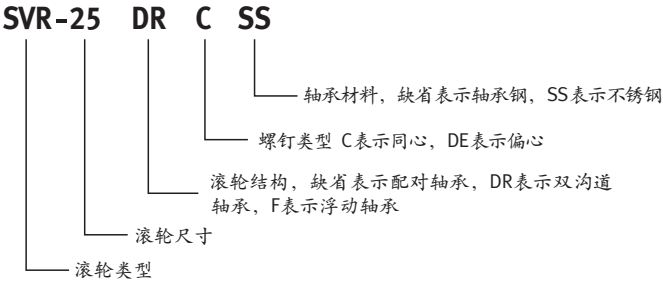 SVR-25 DR C SS
轴承材料，缺省表示轴承钢，SS表示不锈钢
螺钉类型 C表示同心，DE表示偏心
滚轮结构，缺省表示配对轴承，DR表示双沟道
轴承，F表示浮动轴承
滚轮尺寸
滚轮类型